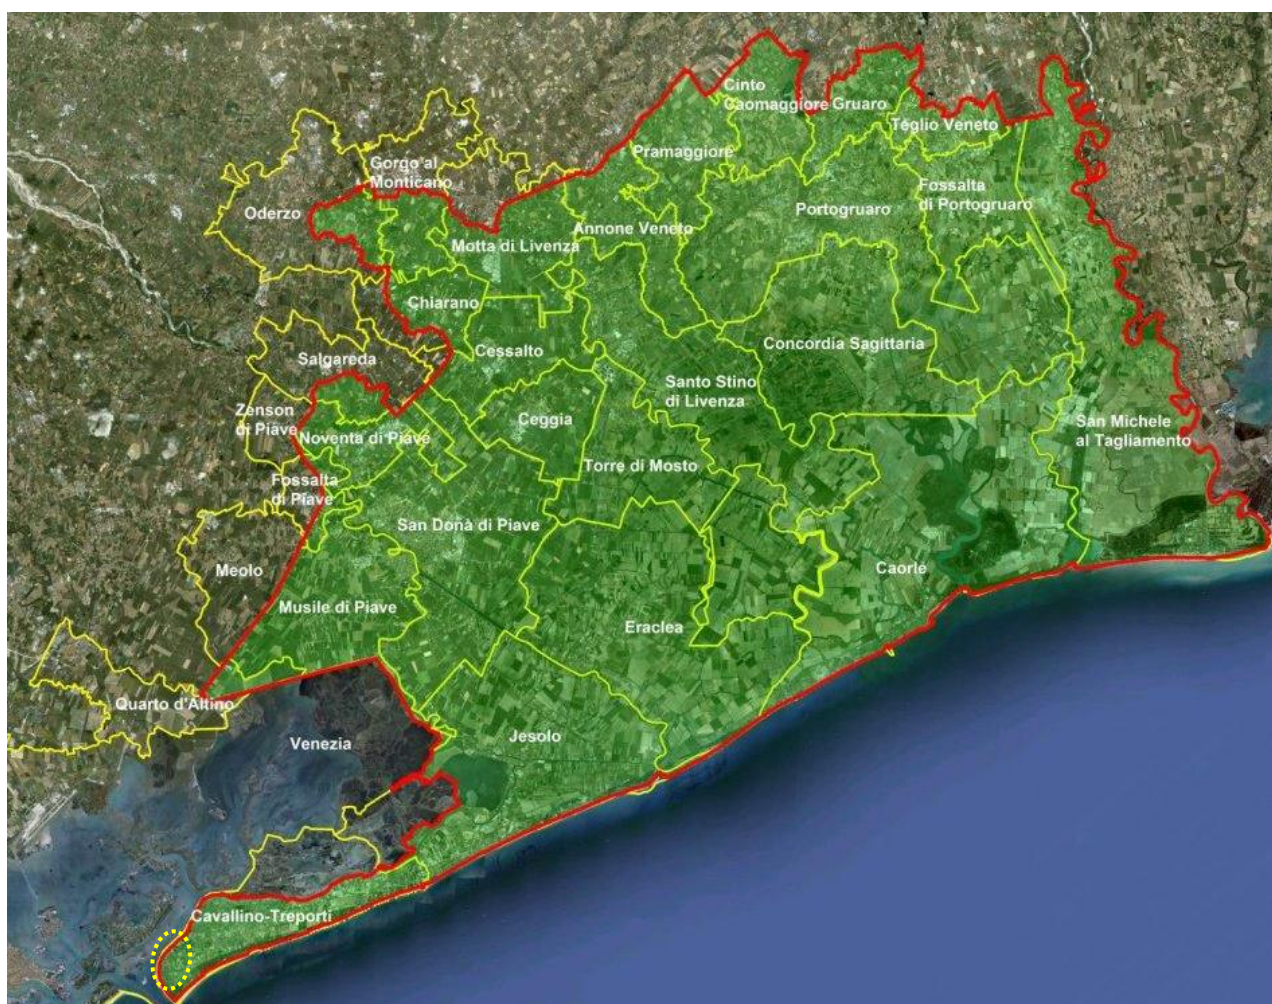 Cinto
Caomaggiore
Gruaro
Teglio Veneto
Pramaggiore
Gorgo al
Monticano
Oderzo
Fossalta
di Portogruaro
Portogruaro
Annone Veneto
Motta di Livenza
Chiarano
Cessalto
Concordia Sagittaria
Salgareda
Santo Stino
di Livenza
Zenson
di Piave
Ceggia
San Michele
al Tagliamento
Noventa di Piave
Torre di Mosto
Fossalta
di Piave
San Donà di Piave
Meolo
Caorle
Musile di Piave
Eraclea
Quarto d'Altino
Venezia
Jesolo
Cavallino-Treporti